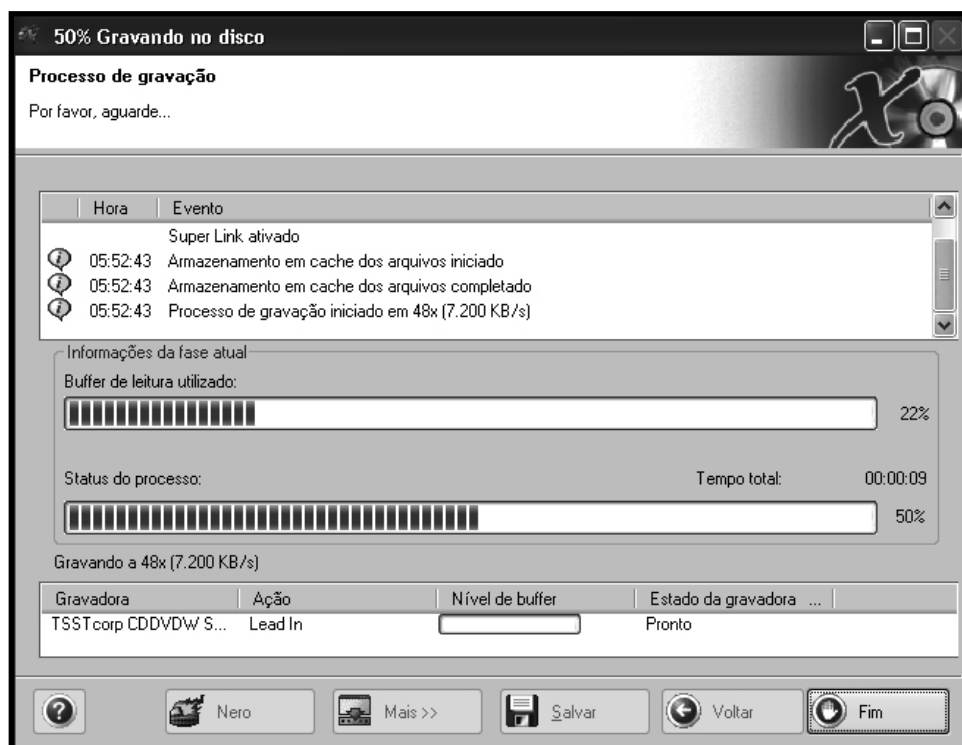 50% Gravando no disco
Processo de gravação
Por favor, aguarde...
Hora Evento
Super Link ativado
05:52:43 Armazenamento em cache dos arquivos iniciado
05:52:43 Armazenamento em cache dos arquivos completado
05:52:43 Processo de gravação iniciado em 48x (7.200 KB/s)
Informações da fase atual
Buffer de leitura utilizado:
22%
Status do processo: Tempo total: 00:00:09
50%
Gravando a 48x (7.200 KB/s)
Gravadora Ação Nível de buffer Estado da gravadora ...
TSSTcorp CDDVDW S... Lead In Pronto
Nero Mais >> Salvar Voltar Fim